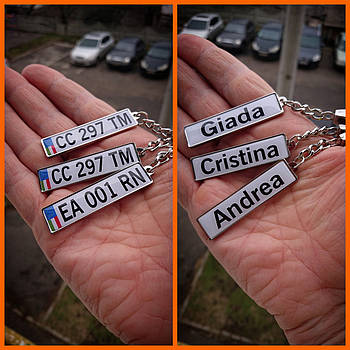 CC 297 TM
CC 297 TM
EA 001 RN
Giada
Cristina
Andrea